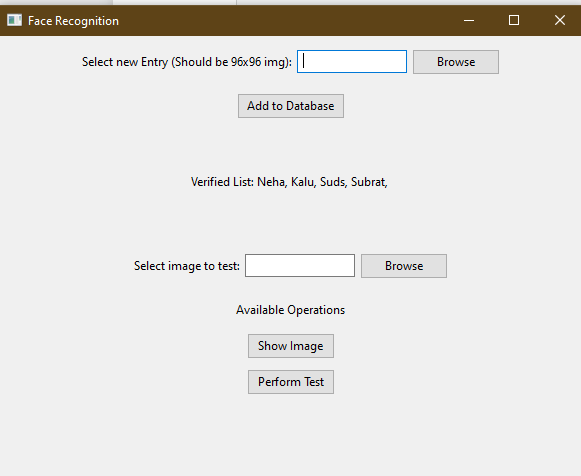 Face Recognition
Select new Entry (Should be 96x96 img): Browse
Add to Database
Verified List: Neha, Kalu, Suds, Subrat,
Select image to test: Browse
Available Operations
Show Image
Perform Test